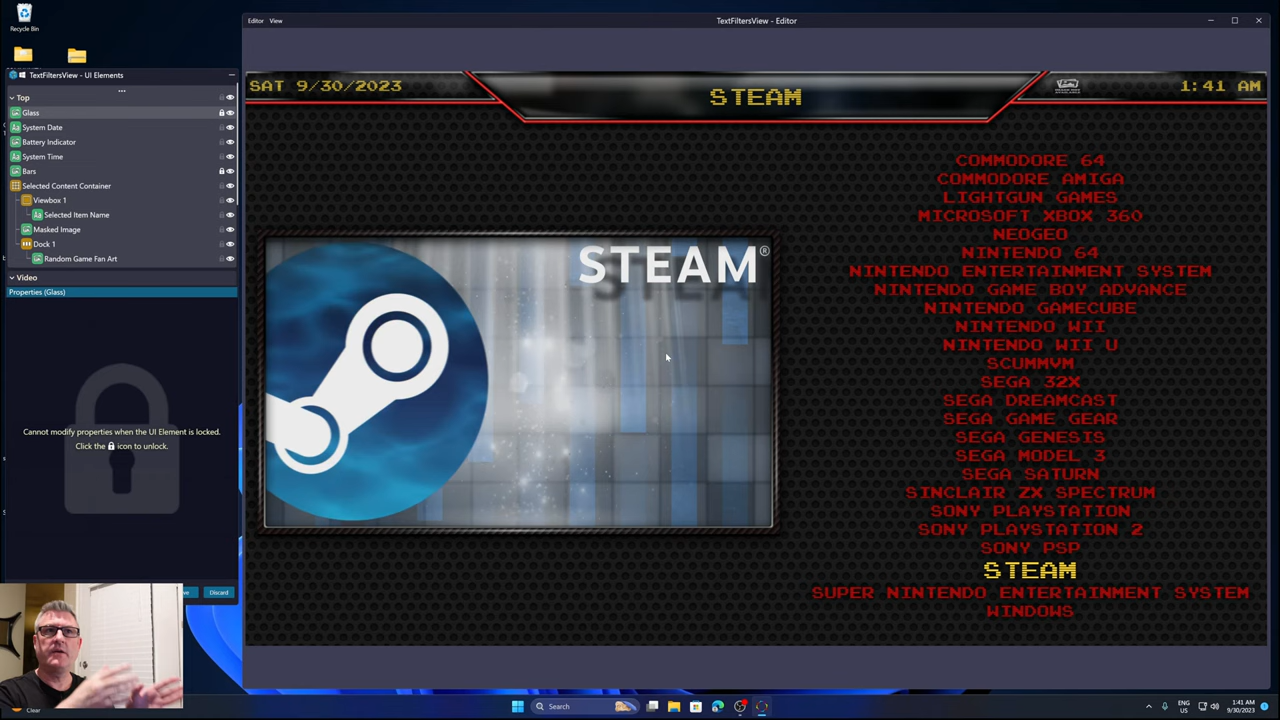 Recycle Bin
TextFiltersView - UI Elements
Top
Glass
System Date
Battery Indicator
System Time
Bars
Selected Content Container
Viewbox 1
Selected Item Name
Masked Image
Dock 1
Random Game Fan Art
Video
Properties (Glass)
Cannot modify properties when the UI Element is locked.
Click the icon to unlock.
Discard
Editor View
TextFiltersView - Editor
SAT 9/30/2023
STEAM
1:41 AM
STEAM®
COMMODORE 64
COMMODORE AMIGA
LIGHTGUN GAMES
MICROSOFT XBOX 360
NEOGEO
NINTENDO 64
NINTENDO ENTERTAINMENT SYSTEM
NINTENDO GAME BOY ADVANCE
NINTENDO GAMECUBE
NINTENDO WII
NINTENDO WII U
SCUMMVM
SEGA 32X
SEGA DREAMCAST
SEGA GAME GEAR
SEGA GENESIS
SEGA MODEL 3
SEGA SATURN
SINCLAIR ZX SPECTRUM
SONY PLAYSTATION
SONY PLAYSTATION 2
SONY PSP
STEAM
SUPER NINTENDO ENTERTAINMENT SYSTEM
WINDOWS
Clear
Search
ENG
US
1:41 AM
9/30/2023